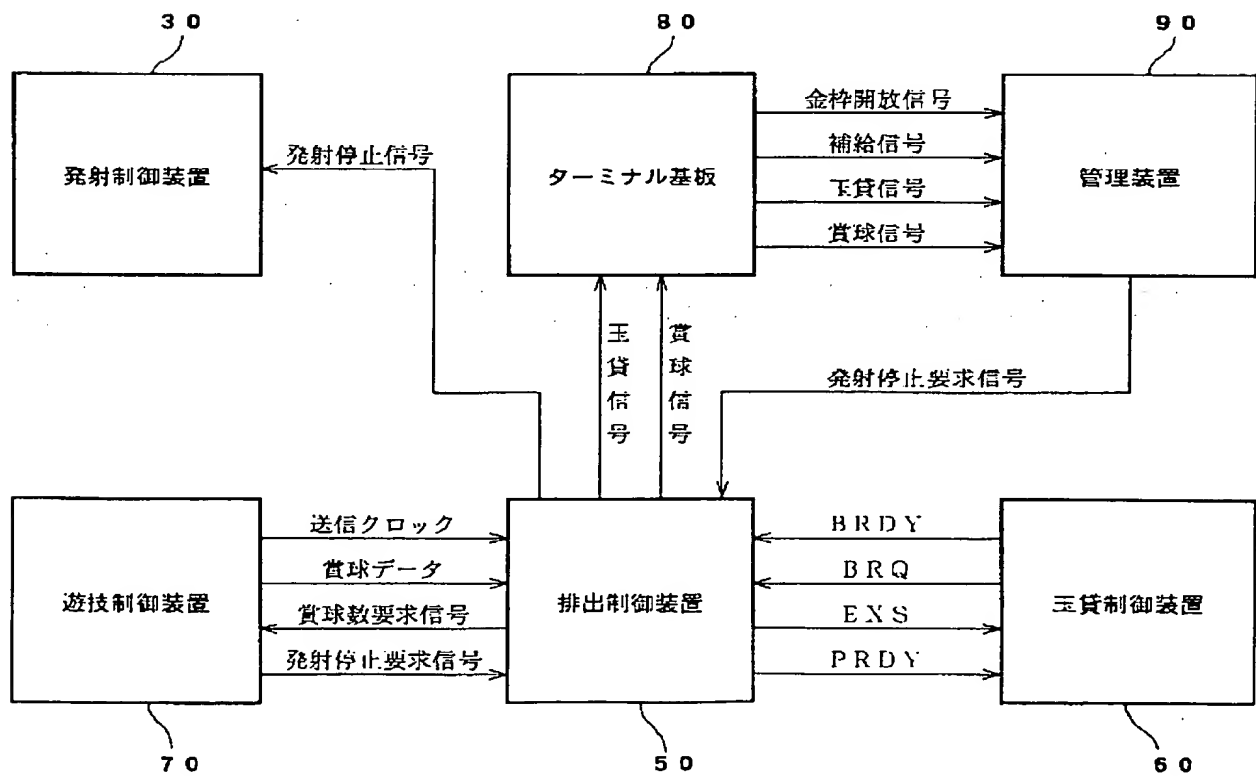 ３０
８０
９０
発射制御装置
発射停止信号
ターミナル基板
金枠開放信号
補給信号
玉貸信号
賞球信号
管理装置
玉貸信号
賞球信号
発射停止要求信号
遊技制御装置
送信クロック
賞球データ
賞球数要求信号
発射停止要求信号
排出制御装置
ＢＲＤＹ
ＢＲＱ
ＥＸＳ
ＰＲＤＹ
玉貸制御装置
７０
５０
６０